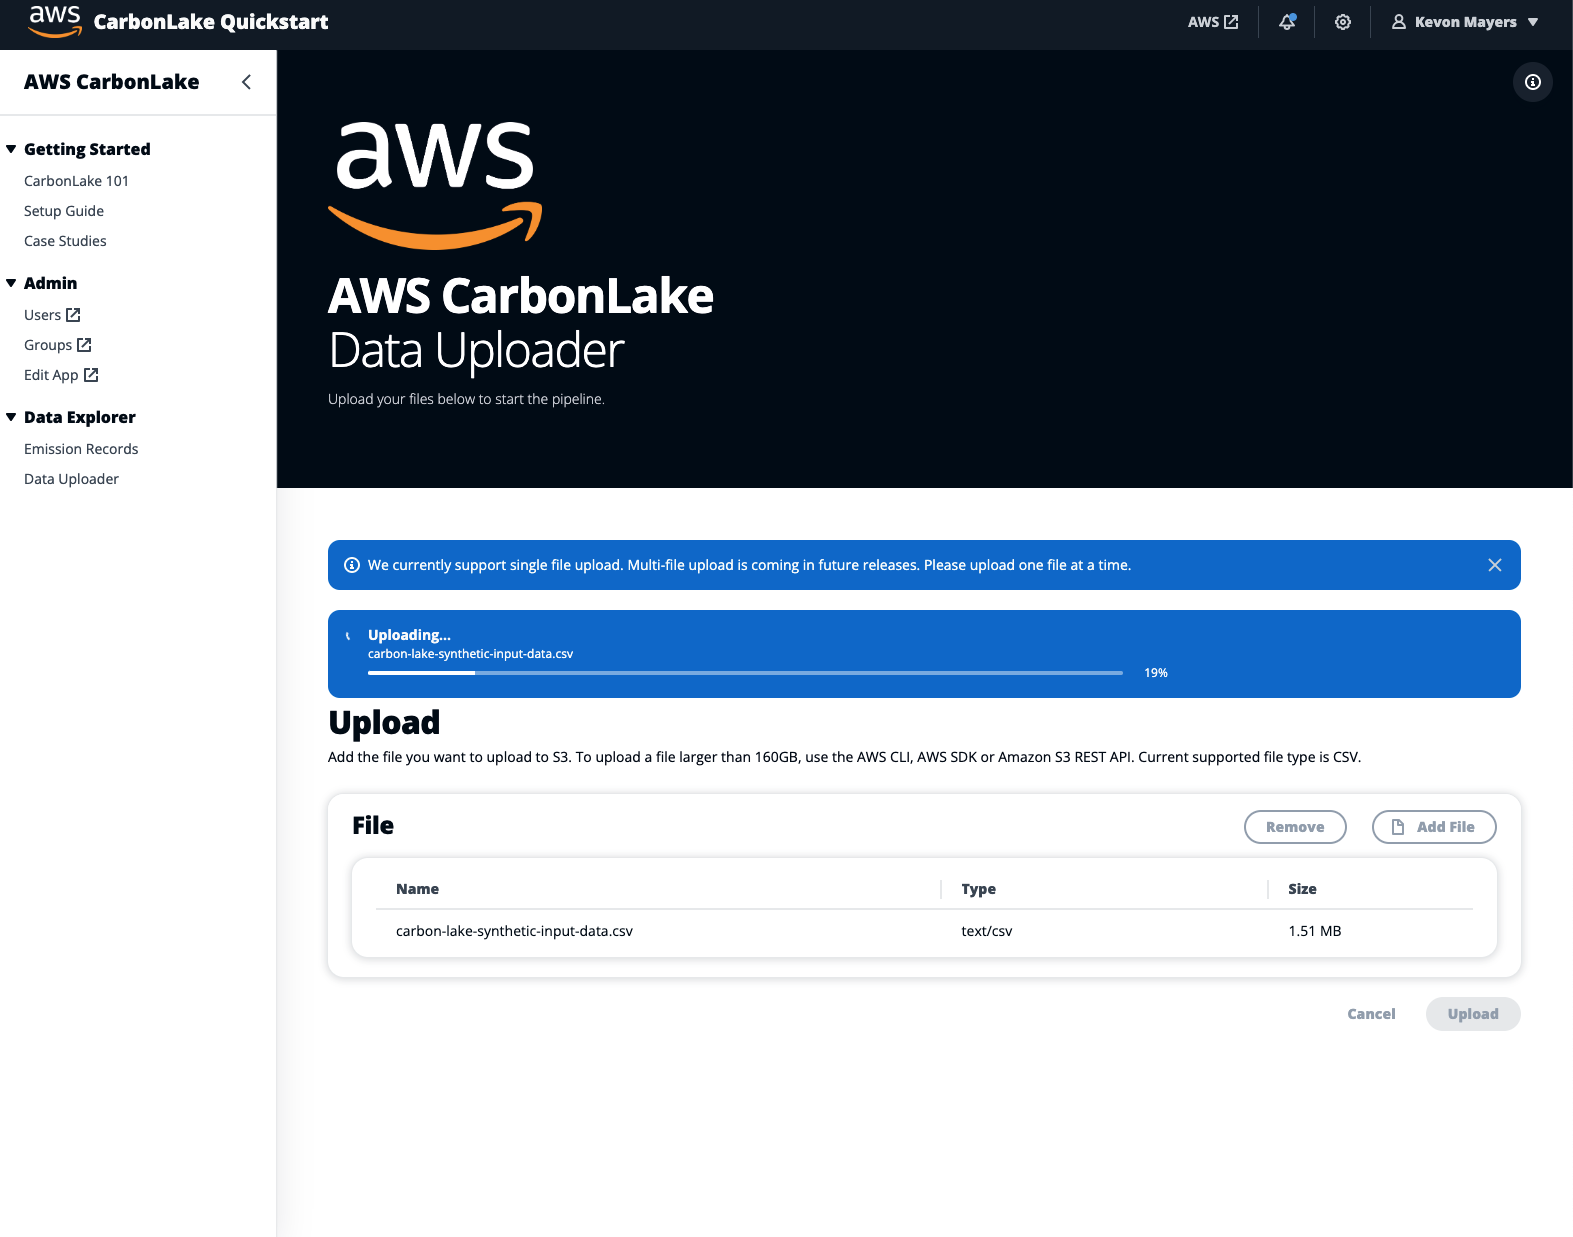 aws CarbonLake Quickstart
AWS
Kevon Mayers
AWS CarbonLake
Getting Started
CarbonLake 101
Setup Guide
Case Studies
Admin
Users
Groups
Edit App
Data Explorer
Emission Records
Data Uploader
aws
AWS CarbonLake
Data Uploader
Upload your files below to start the pipeline.
We currently support single file upload. Multi-file upload is coming in future releases. Please upload one file at a time.
Uploading...
carbon-lake-synthetic-input-data.csv
19%
Upload
Add the file you want to upload to S3. To upload a file larger than 160GB, use the AWS CLI, AWS SDK or Amazon S3 REST API. Current supported file type is CSV.
File
Remove
Add File
Name Type Size
carbon-lake-synthetic-input-data.csv text/csv 1.51 MB
Cancel
Upload